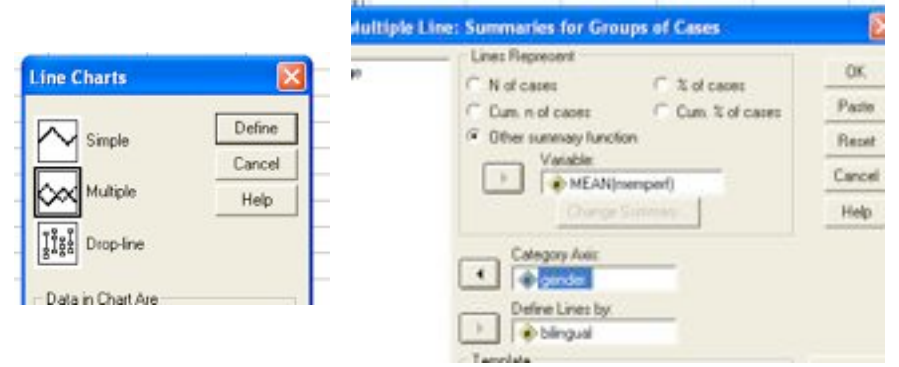 Line Charts
Simple
Define
Cancel
Multiple
Help
Drop-line
Data in Chart Are
Multiple Line: Summaries for Groups of Cases
Lines Represent
N of cases
% of cases
Cum. n of cases
Cum. % of cases
Other summary function
Variable:
MEAN(memperf)
Change Summary...
OK
Paste
Reset
Cancel
Help
Category Axis:
gender
Define Lines by:
bilingual
Template